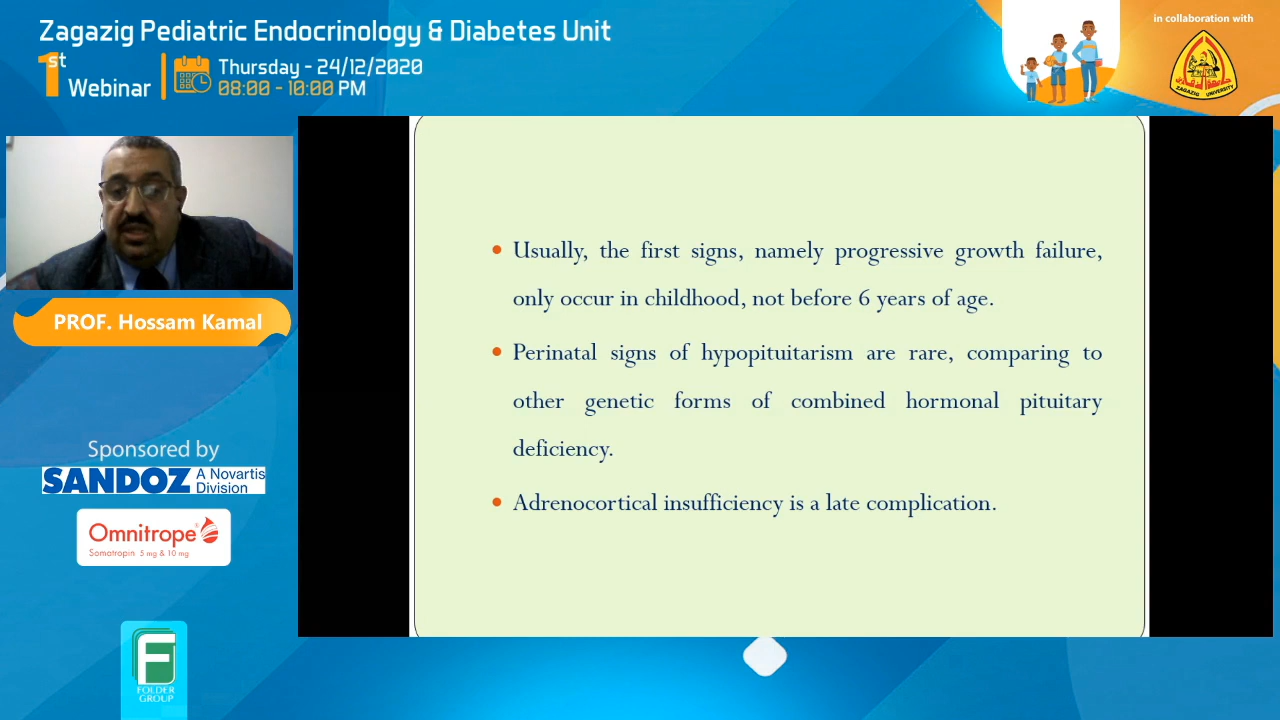 Zagazig Pediatric Endocrinology & Diabetes Unit
1st Webinar
Thursday - 24/12/2020
08:00 - 10:00 PM
in collaboration with
ZAGAZIG UNIVERSITY
PROF. Hossam Kamal
Sponsored by
SANDOZ A Novartis Division
Omnitrope®
Somatropin 5 mg & 10 mg
FOLDER
GROUP
• Usually, the first signs, namely progressive growth failure,
only occur in childhood, not before 6 years of age.
• Perinatal signs of hypopituitarism are rare, comparing to
other genetic forms of combined hormonal pituitary
deficiency.
• Adrenocortical insufficiency is a late complication.